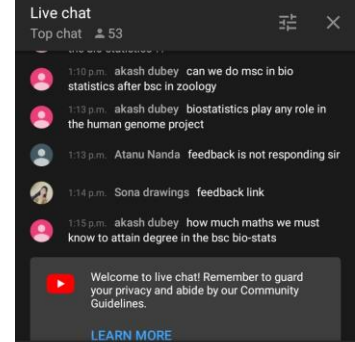 Live chat
Top chat 53
1:10 p.m. akash dubey can we do msc in bio
statistics after bsc in zoology
1:13 p.m. akash dubey biostatistics play any role in
the human genome project
1:13 p.m. Atanu Nanda feedback is not responding sir
1:14 p.m. Sona drawings feedback link
1:15 p.m. akash dubey how much maths we must
know to attain degree in the bsc bio-stats
Welcome to live chat! Remember to guard
your privacy and abide by our Community
Guidelines.
LEARN MORE